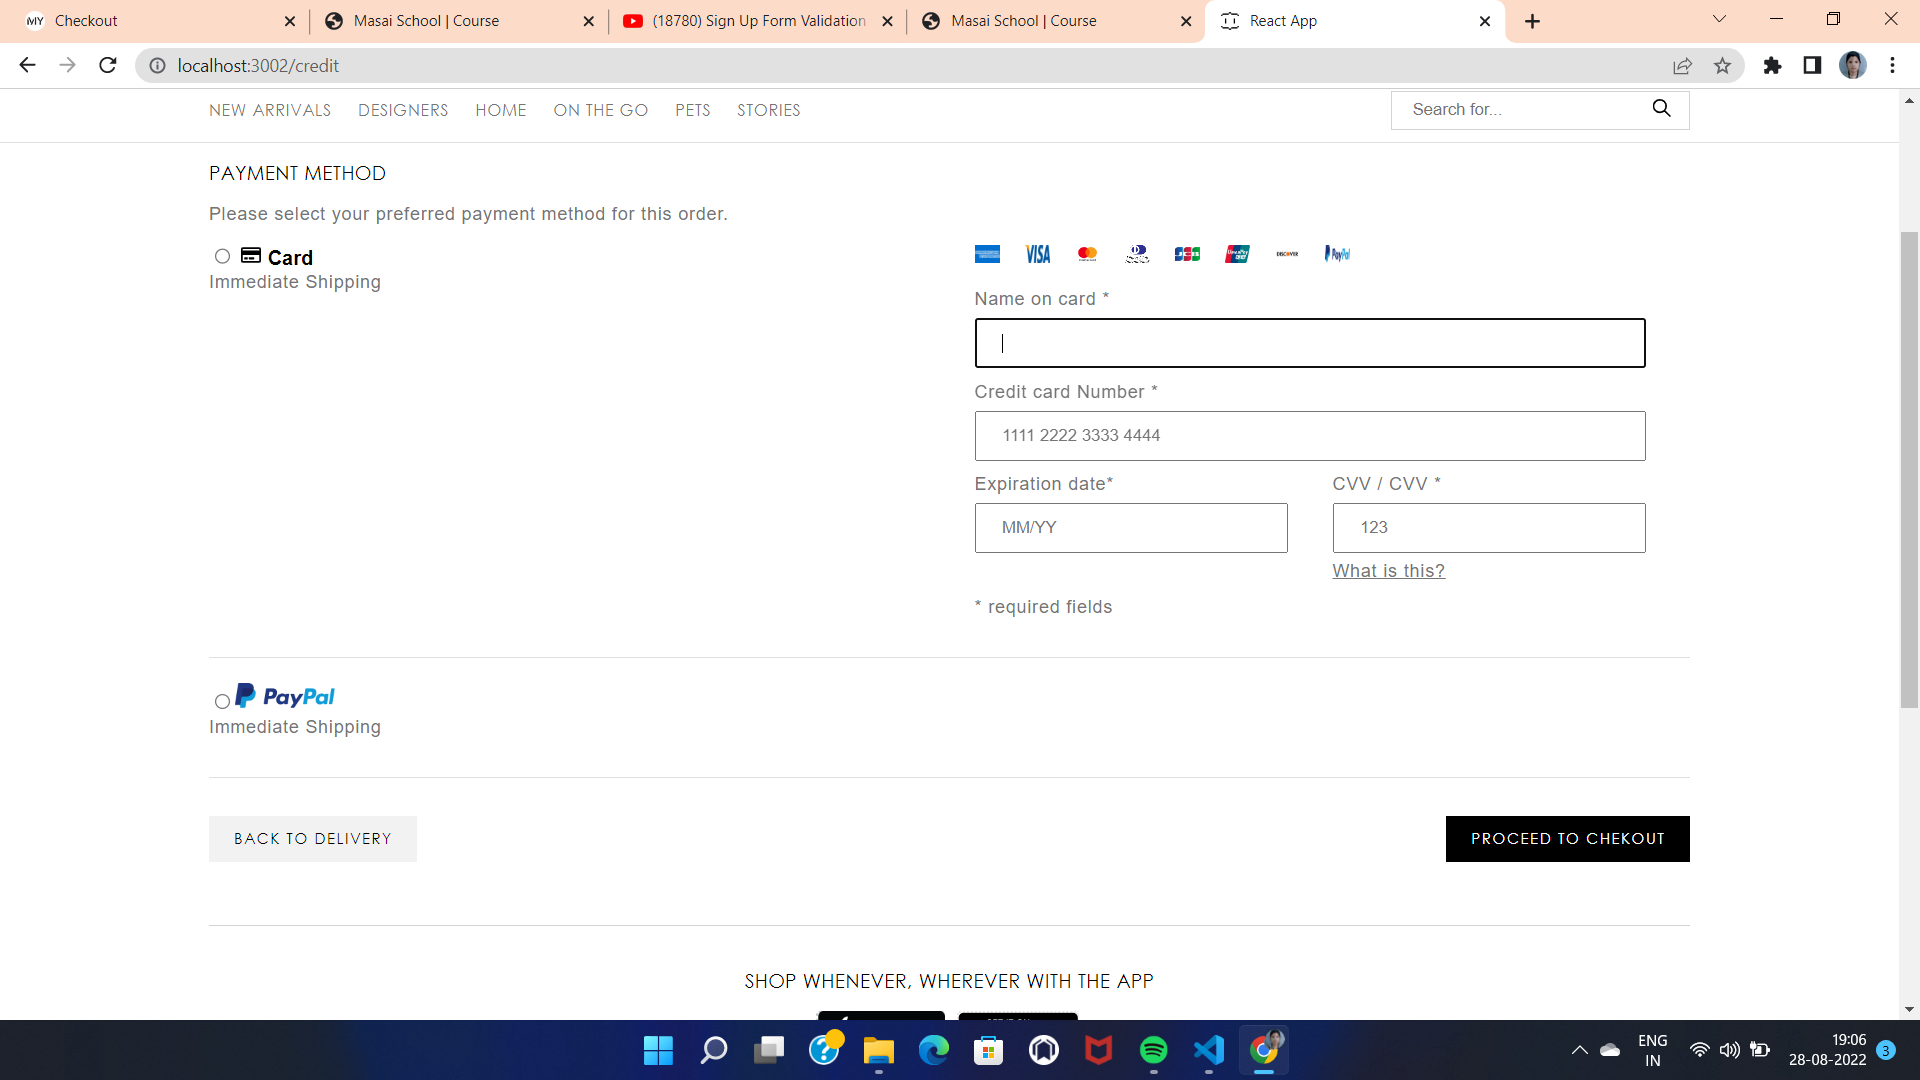 MY Checkout
Masai School | Course
(18780) Sign Up Form Validation
Masai School | Course
React App
localhost:3002/credit
NEW ARRIVALS DESIGNERS HOME ON THE GO PETS STORIES
Search for...
PAYMENT METHOD
Please select your preferred payment method for this order.
Card
Immediate Shipping
VISA
DISCOVER
PayPal
Name on card *
Credit card Number *
1111 2222 3333 4444
Expiration date*
CVV / CVV *
MM/YY
123
What is this?
* required fields
PayPal
Immediate Shipping
BACK TO DELIVERY
PROCEED TO CHEKOUT
SHOP WHENEVER, WHEREVER WITH THE APP
ENG
IN
19:06
28-08-2022
3